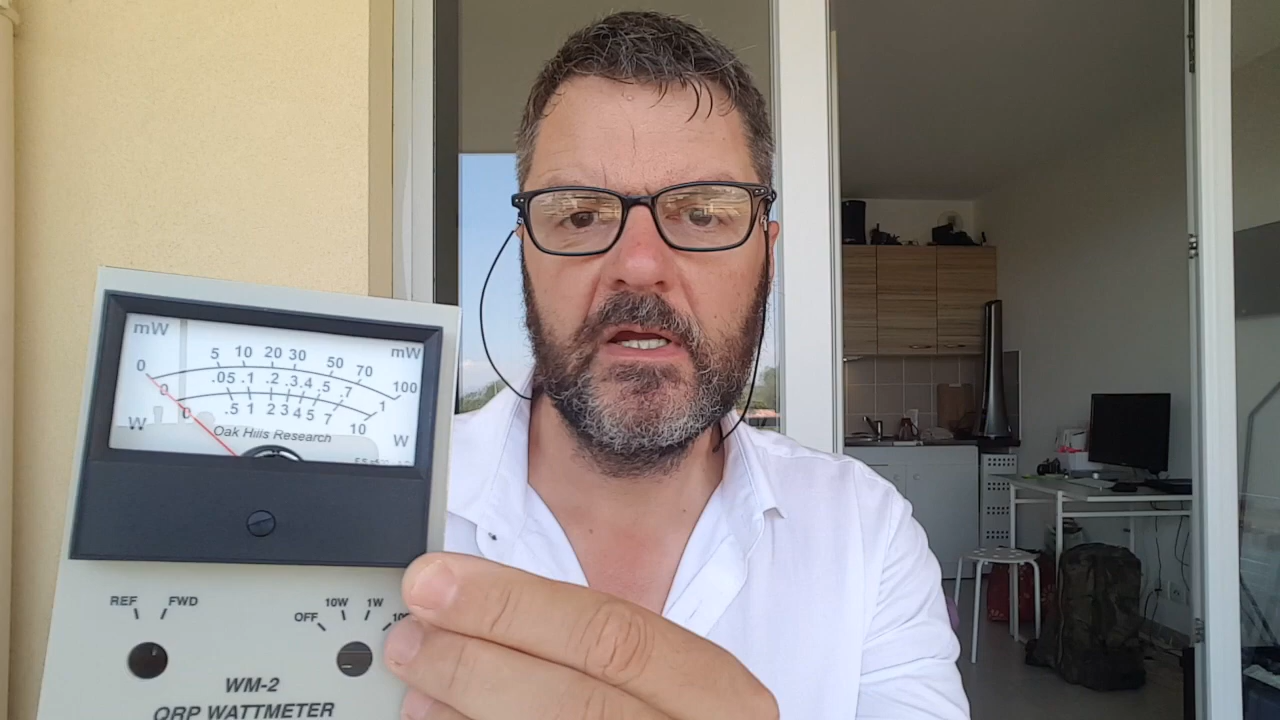 mW
mW
0 5 10 20 30 50 70 100
0 .05 .1 .2 .3 .4 .5 .7 1
0 .5 1 2 3 4 5 7 10
W
W
Oak Hills Research
REF FWD
OFF 10W 1W
WM-2
QRP WATTMETER